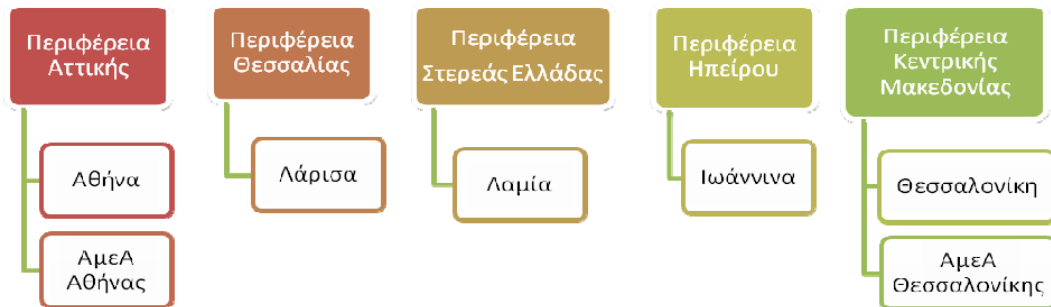 Περιφέρεια
Αττικής
Αθήνα
ΑμεΑ
Αθήνας
Περιφέρεια
Θεσσαλίας
Λάρισα
Περιφέρεια
Στερεάς Ελλάδας
Λαμία
Περιφέρεια
Ηπείρου
Ιωάννινα
Περιφέρεια
Κεντρικής
Μακεδονίας
Θεσσαλονίκη
ΑμεΑ
Θεσσαλονίκης